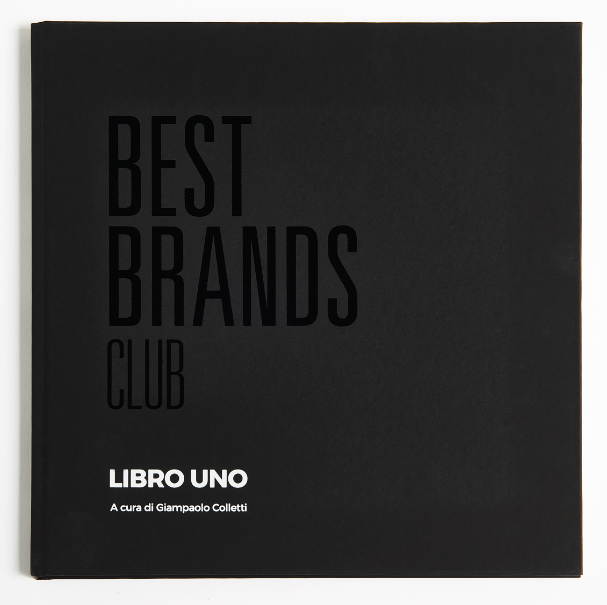 BEST
BRANDS
CLUB
LIBRO UNO
A cura di Giampaolo Colletti